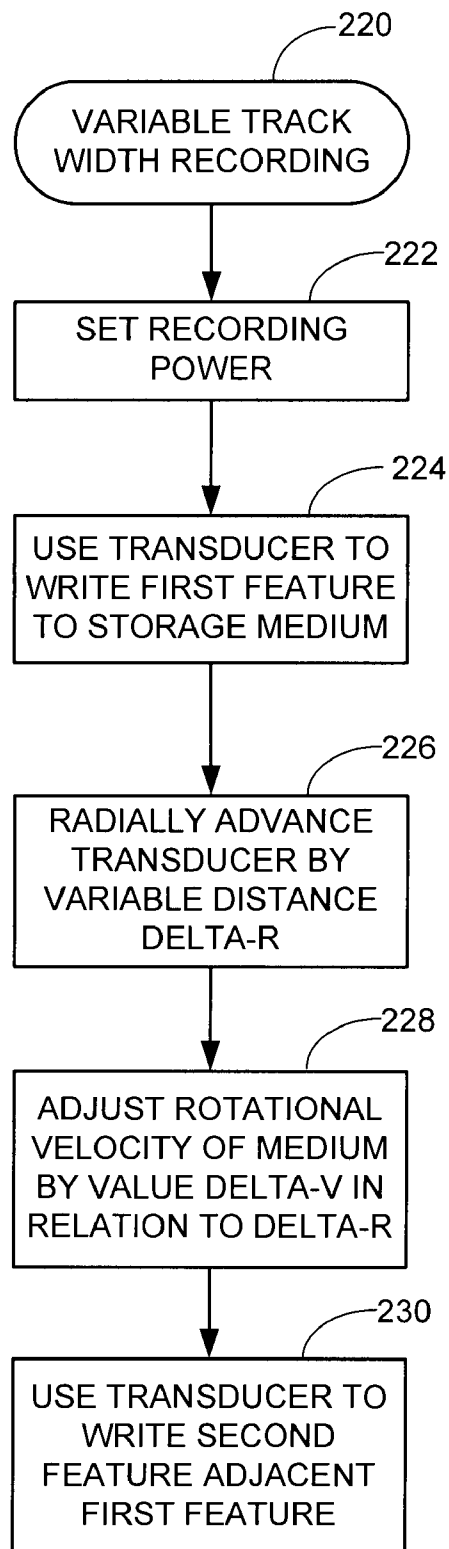 220
VARIABLE TRACK
WIDTH RECORDING
222
SET RECORDING
POWER
224
USE TRANSDUCER TO
WRITE FIRST FEATURE
TO STORAGE MEDIUM
226
RADIALLY ADVANCE
TRANSDUCER BY
VARIABLE DISTANCE
DELTA-R
228
ADJUST ROTATIONAL
VELOCITY OF MEDIUM
BY VALUE DELTA-V IN
RELATION TO DELTA-R
230
USE TRANSDUCER TO
WRITE SECOND
FEATURE ADJACENT
FIRST FEATURE